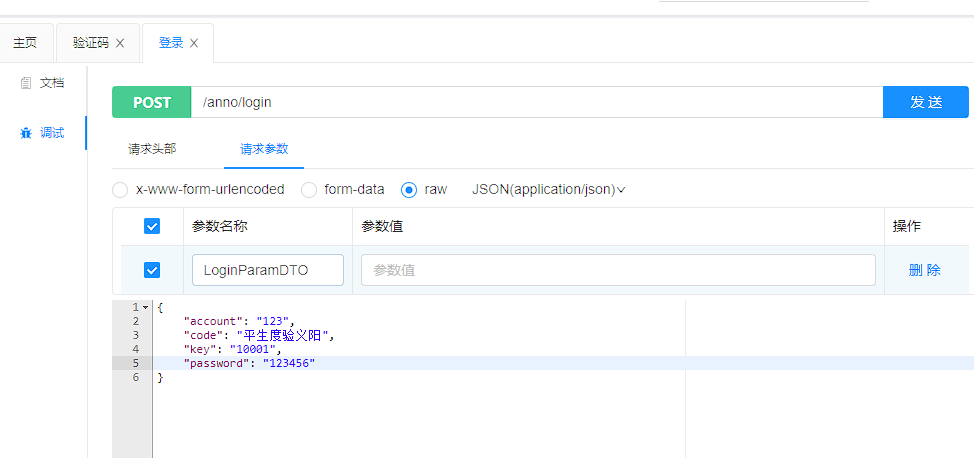 主页 验证码 登录
文档
调试
POST /anno/login 发 送
请求头部 请求参数
x-www-form-urlencoded form-data raw JSON(application/json)
参数名称 参数值 操作
LoginParamDTO 参数值 删 除
1 {
2 "account": "123",
3 "code": "平生度验义阳",
4 "key": "10001",
5 "password": "123456"
6 }